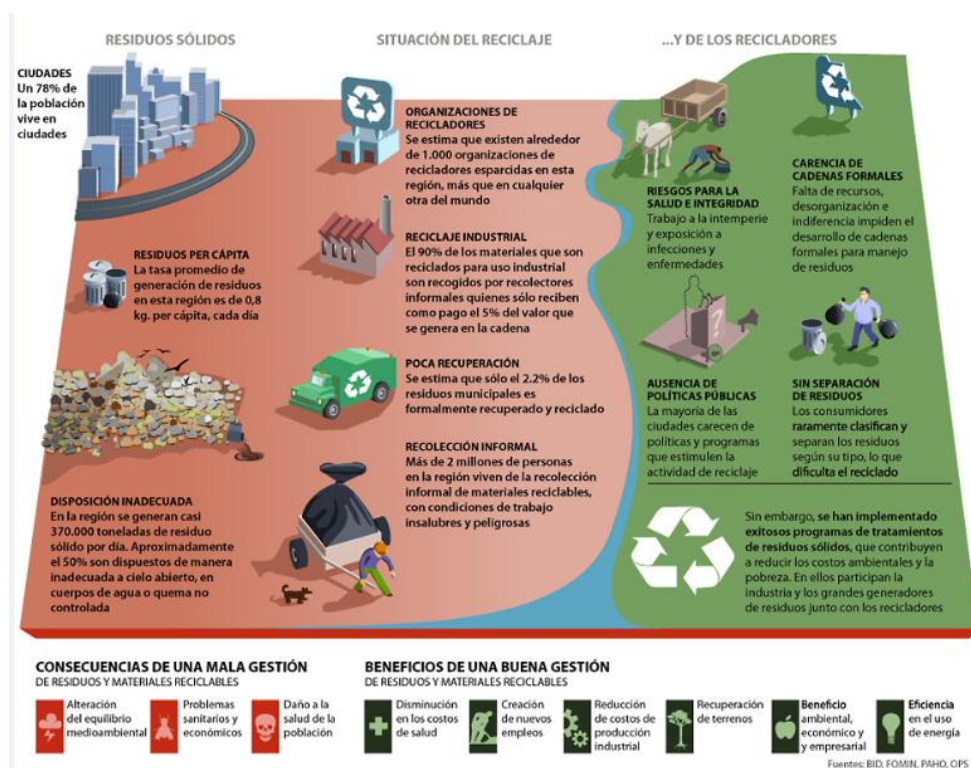 RESIDUOS SÓLIDOS
SITUACIÓN DEL RECICLAJE
...Y DE LOS RECICLADORES
CIUDADES
Un 78% de
la población
vive en
ciudades
RESIDUOS PER CÁPITA
La tasa promedio de
generación de residuos
en esta región es de 0,8
kg. per cápita, cada día
DISPOSICIÓN INADECUADA
En la región se generan casi
370.000 toneladas de residuo
sólido por día. Aproximadamente
el 50% son dispuestos de manera
inadecuada a cielo abierto, en
cuerpos de agua o quema no
controlada
ORGANIZACIONES DE
RECICLADORES
Se estima que existen alrededor
de 1.000 organizaciones de
recicladores esparcidas en esta
región, más que en cualquier
otra del mundo
RECICLAJE INDUSTRIAL
El 90% de los materiales que son
reciclados para uso industrial
son recogidos por recolectores
informales quienes sólo reciben
como pago el 5% del valor que
se genera en la cadena
POCA RECUPERACIÓN
Se estima que sólo el 2.2% de los
residuos municipales es
formalmente recuperado y reciclado
RECOLECCIÓN INFORMAL
Más de 2 millones de personas
en la región viven de la recolección
informal de materiales reciclables,
con condiciones de trabajo
insalubres y peligrosas
RIESGOS PARA LA
SALUD E INTEGRIDAD
Trabajo a la intemperie
y exposición a
infecciones y
enfermedades
CARENCIA DE
CADENAS FORMALES
Falta de recursos,
desorganización e
indiferencia impiden el
desarrollo de cadenas
formales para manejo
de residuos
?
AUSENCIA DE
POLÍTICAS PÚBLICAS
La mayoría de las
ciudades carecen de
políticas y programas
que estimulen la
actividad de reciclaje
SIN SEPARACIÓN
DE RESIDUOS
Los consumidores
raramente clasifican y
separan los residuos
según su tipo, lo que
dificulta el reciclado
Sin embargo, se han implementado
exitosos programas de tratamientos
de residuos sólidos, que contribuyen
a reducir los costos ambientales y la
pobreza. En ellos participan la
industria y los grandes generadores
de residuos junto con los recicladores
CONSECUENCIAS DE UNA MALA GESTIÓN
DE RESIDUOS Y MATERIALES RECICLABLES
Alteración
del equilibrio
medioambiental
Problemas
sanitarios y
económicos
Daño a la
salud de la
población
BENEFICIOS DE UNA BUENA GESTIÓN
DE RESIDUOS Y MATERIALES RECICLABLES
Disminución
en los costos
de salud
Creación
de nuevos
empleos
Reducción
de costos de
producción
industrial
Recuperación
de terrenos
Beneficio
ambiental,
económico y
y empresarial
Eficiencia
en el uso
de energía
Fuentes: BID, FOMIN, PAHO, OPS